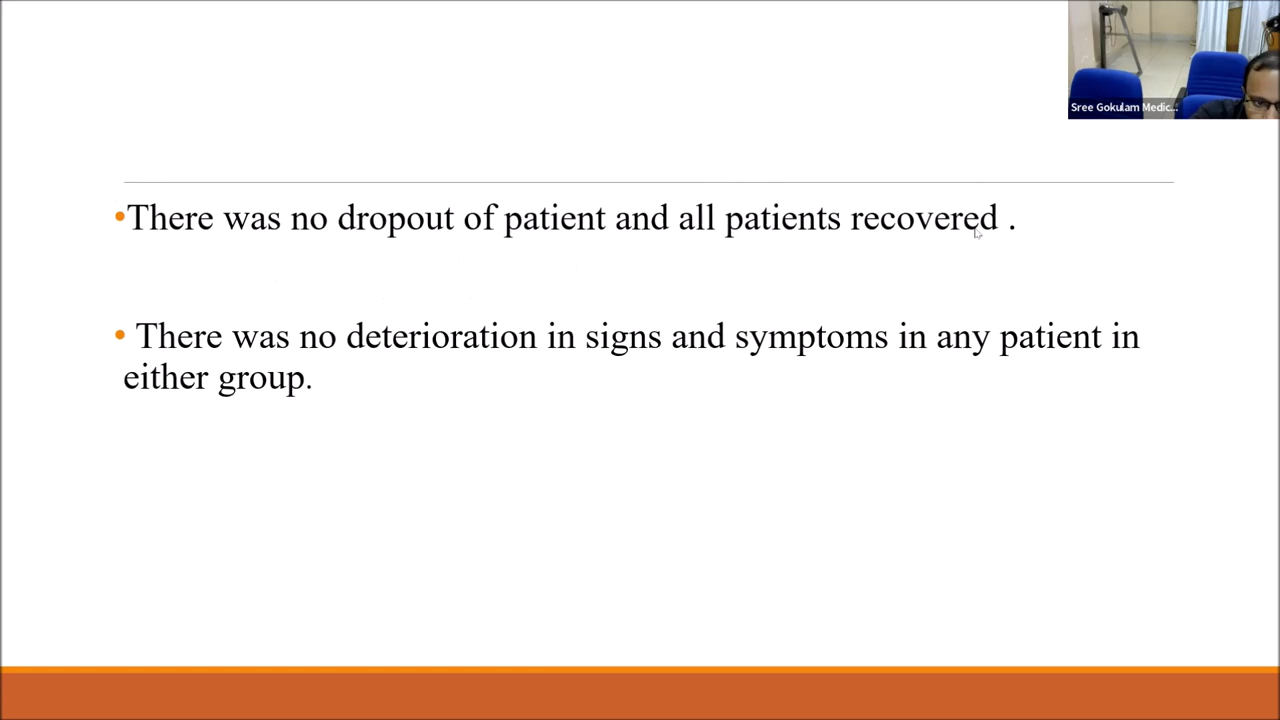 Sree Gokulam Medic...
•There was no dropout of patient and all patients recovered .
• There was no deterioration in signs and symptoms in any patient in
either group.